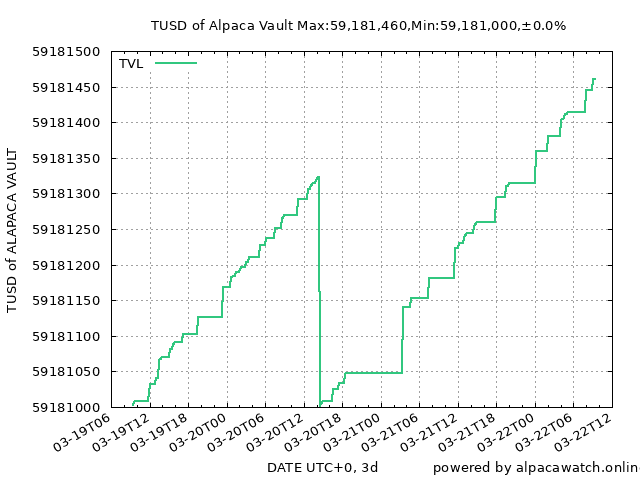 TUSD of Alpaca Vault Max:59,181,460,Min:59,181,000,±0.0%
TVL
59181500
59181450
59181400
59181350
59181300
59181250
59181200
59181150
59181100
59181050
59181000
TUSD of ALAPACA VAULT
03-19T06
03-19T12
03-19T18
03-20T00
03-20T06
03-20T12
03-20T18
03-21T00
03-21T06
03-21T12
03-21T18
03-22T00
03-22T06
03-22T12
DATE UTC+0, 3d
powered by alpacawatch.online